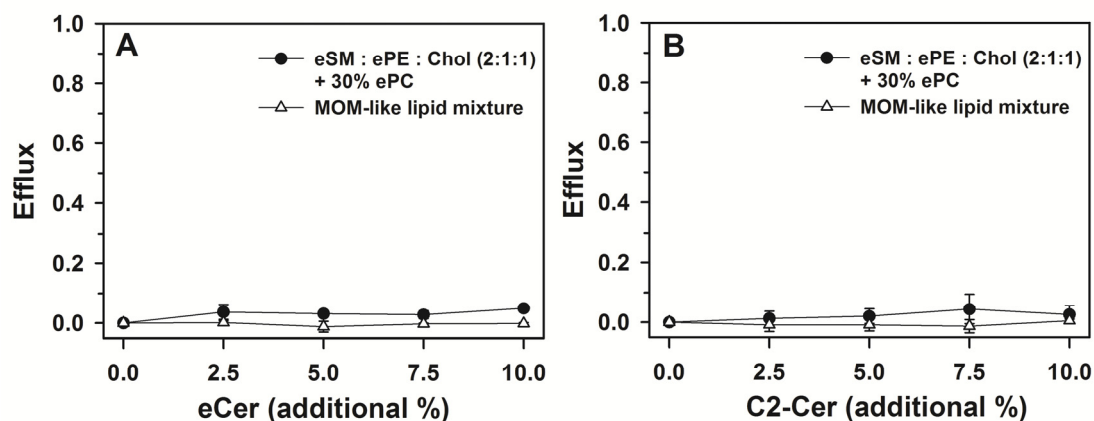 A
eSM : ePE : Chol (2:1:1)
+ 30% ePC
MOM-like lipid mixture
Efflux
1.0
0.8
0.6
0.4
0.2
0.0
0.0 2.5 5.0 7.5 10.0
eCer (additional %)
B
eSM : ePE : Chol (2:1:1)
+ 30% ePC
MOM-like lipid mixture
Efflux
1.0
0.8
0.6
0.4
0.2
0.0
0.0 2.5 5.0 7.5 10.0
C2-Cer (additional %)